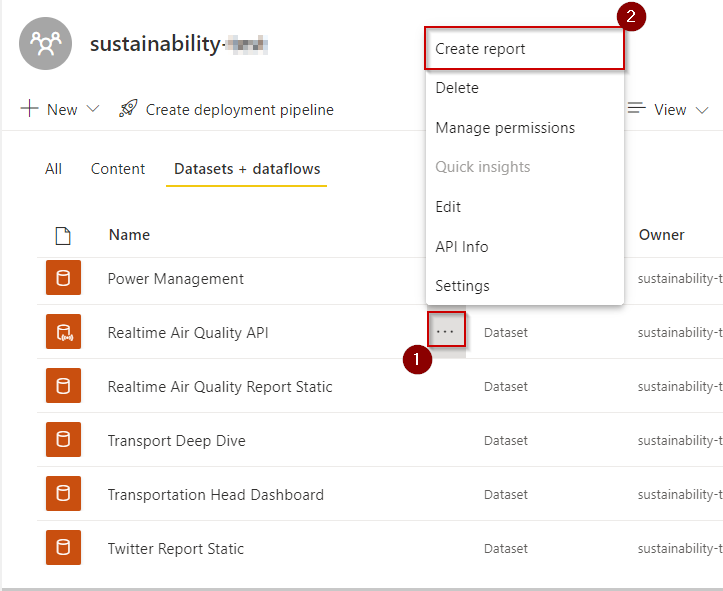 2
sustainability-
Create report
Delete
Manage permissions
Quick insights
Edit
API Info
Settings
New
Create deployment pipeline
View
All
Content
Datasets + dataflows
Name
Owner
Power Management
sustainability-t
Realtime Air Quality API
...
Dataset
sustainability-t
1
Realtime Air Quality Report Static
Dataset
sustainability-t
Transport Deep Dive
Dataset
sustainability-t
Transportation Head Dashboard
Dataset
sustainability-t
Twitter Report Static
Dataset
sustainability-t